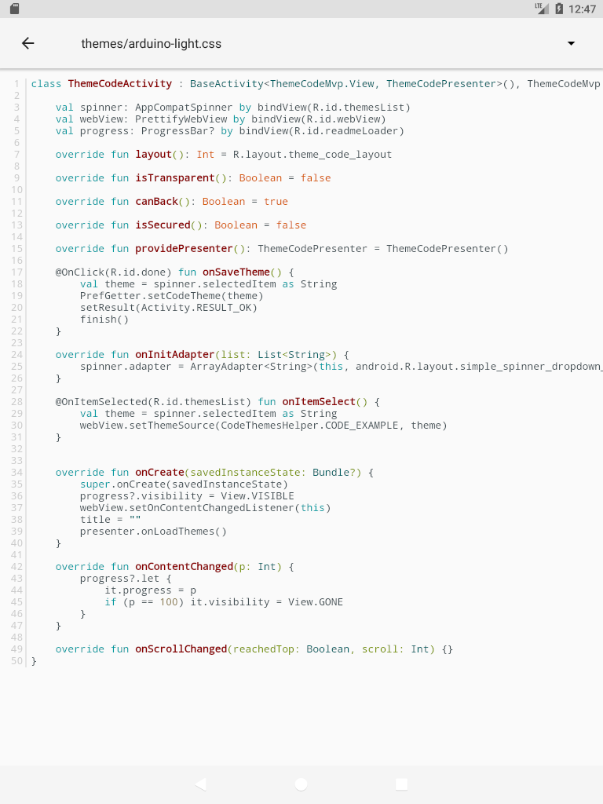 LTE 12:47
themes/arduino-light.css
1 class ThemeCodeActivity : BaseActivity<ThemeCodeMvp.View, ThemeCodePresenter>(), ThemeCodeMvp
2
3 val spinner: AppCompatSpinner by bindView(R.id.themesList)
4 val webView: PrettifyWebView by bindView(R.id.webView)
5 val progress: ProgressBar? by bindView(R.id.readmeLoader)
6
7 override fun layout(): Int = R.layout.theme_code_layout
8
9 override fun isTransparent(): Boolean = false
10
11 override fun canBack(): Boolean = true
12
13 override fun isSecured(): Boolean = false
14
15 override fun providePresenter(): ThemeCodePresenter = ThemeCodePresenter()
16
17 @OnClick(R.id.done) fun onSaveTheme() {
18 val theme = spinner.selectedItem as String
19 PrefGetter.setCodeTheme(theme)
20 setResult(Activity.RESULT_OK)
21 finish()
22 }
23
24 override fun onInitAdapter(list: List<String>) {
25 spinner.adapter = ArrayAdapter<String>(this, android.R.layout.simple_spinner_dropdown_
26 }
27
28 @OnItemSelected(R.id.themesList) fun onItemSelect() {
29 val theme = spinner.selectedItem as String
30 webView.setThemeSource(CodeThemesHelper.CODE_EXAMPLE, theme)
31 }
32
33
34 override fun onCreate(savedInstanceState: Bundle?) {
35 super.onCreate(savedInstanceState)
36 progress?.visibility = View.VISIBLE
37 webView.setOnContentChangedListener(this)
38 title = ""
39 presenter.onLoadThemes()
40 }
41
42 override fun onContentChanged(p: Int) {
43 progress?.let {
44 it.progress = p
45 if (p == 100) it.visibility = View.GONE
46 }
47 }
48
49 override fun onScrollChanged(reachedTop: Boolean, scroll: Int) {}
50 }